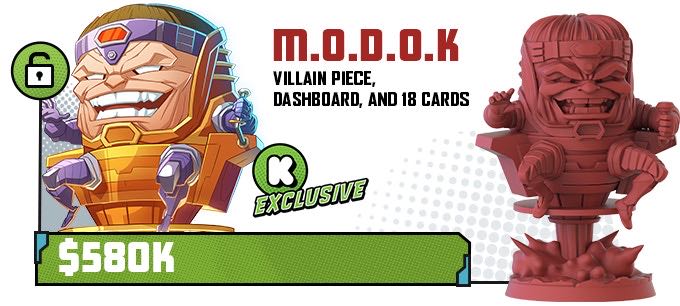 M.O.D.O.K
VILLAIN PIECE,
DASHBOARD, AND 18 CARDS
K
EXCLUSIVE
$580K